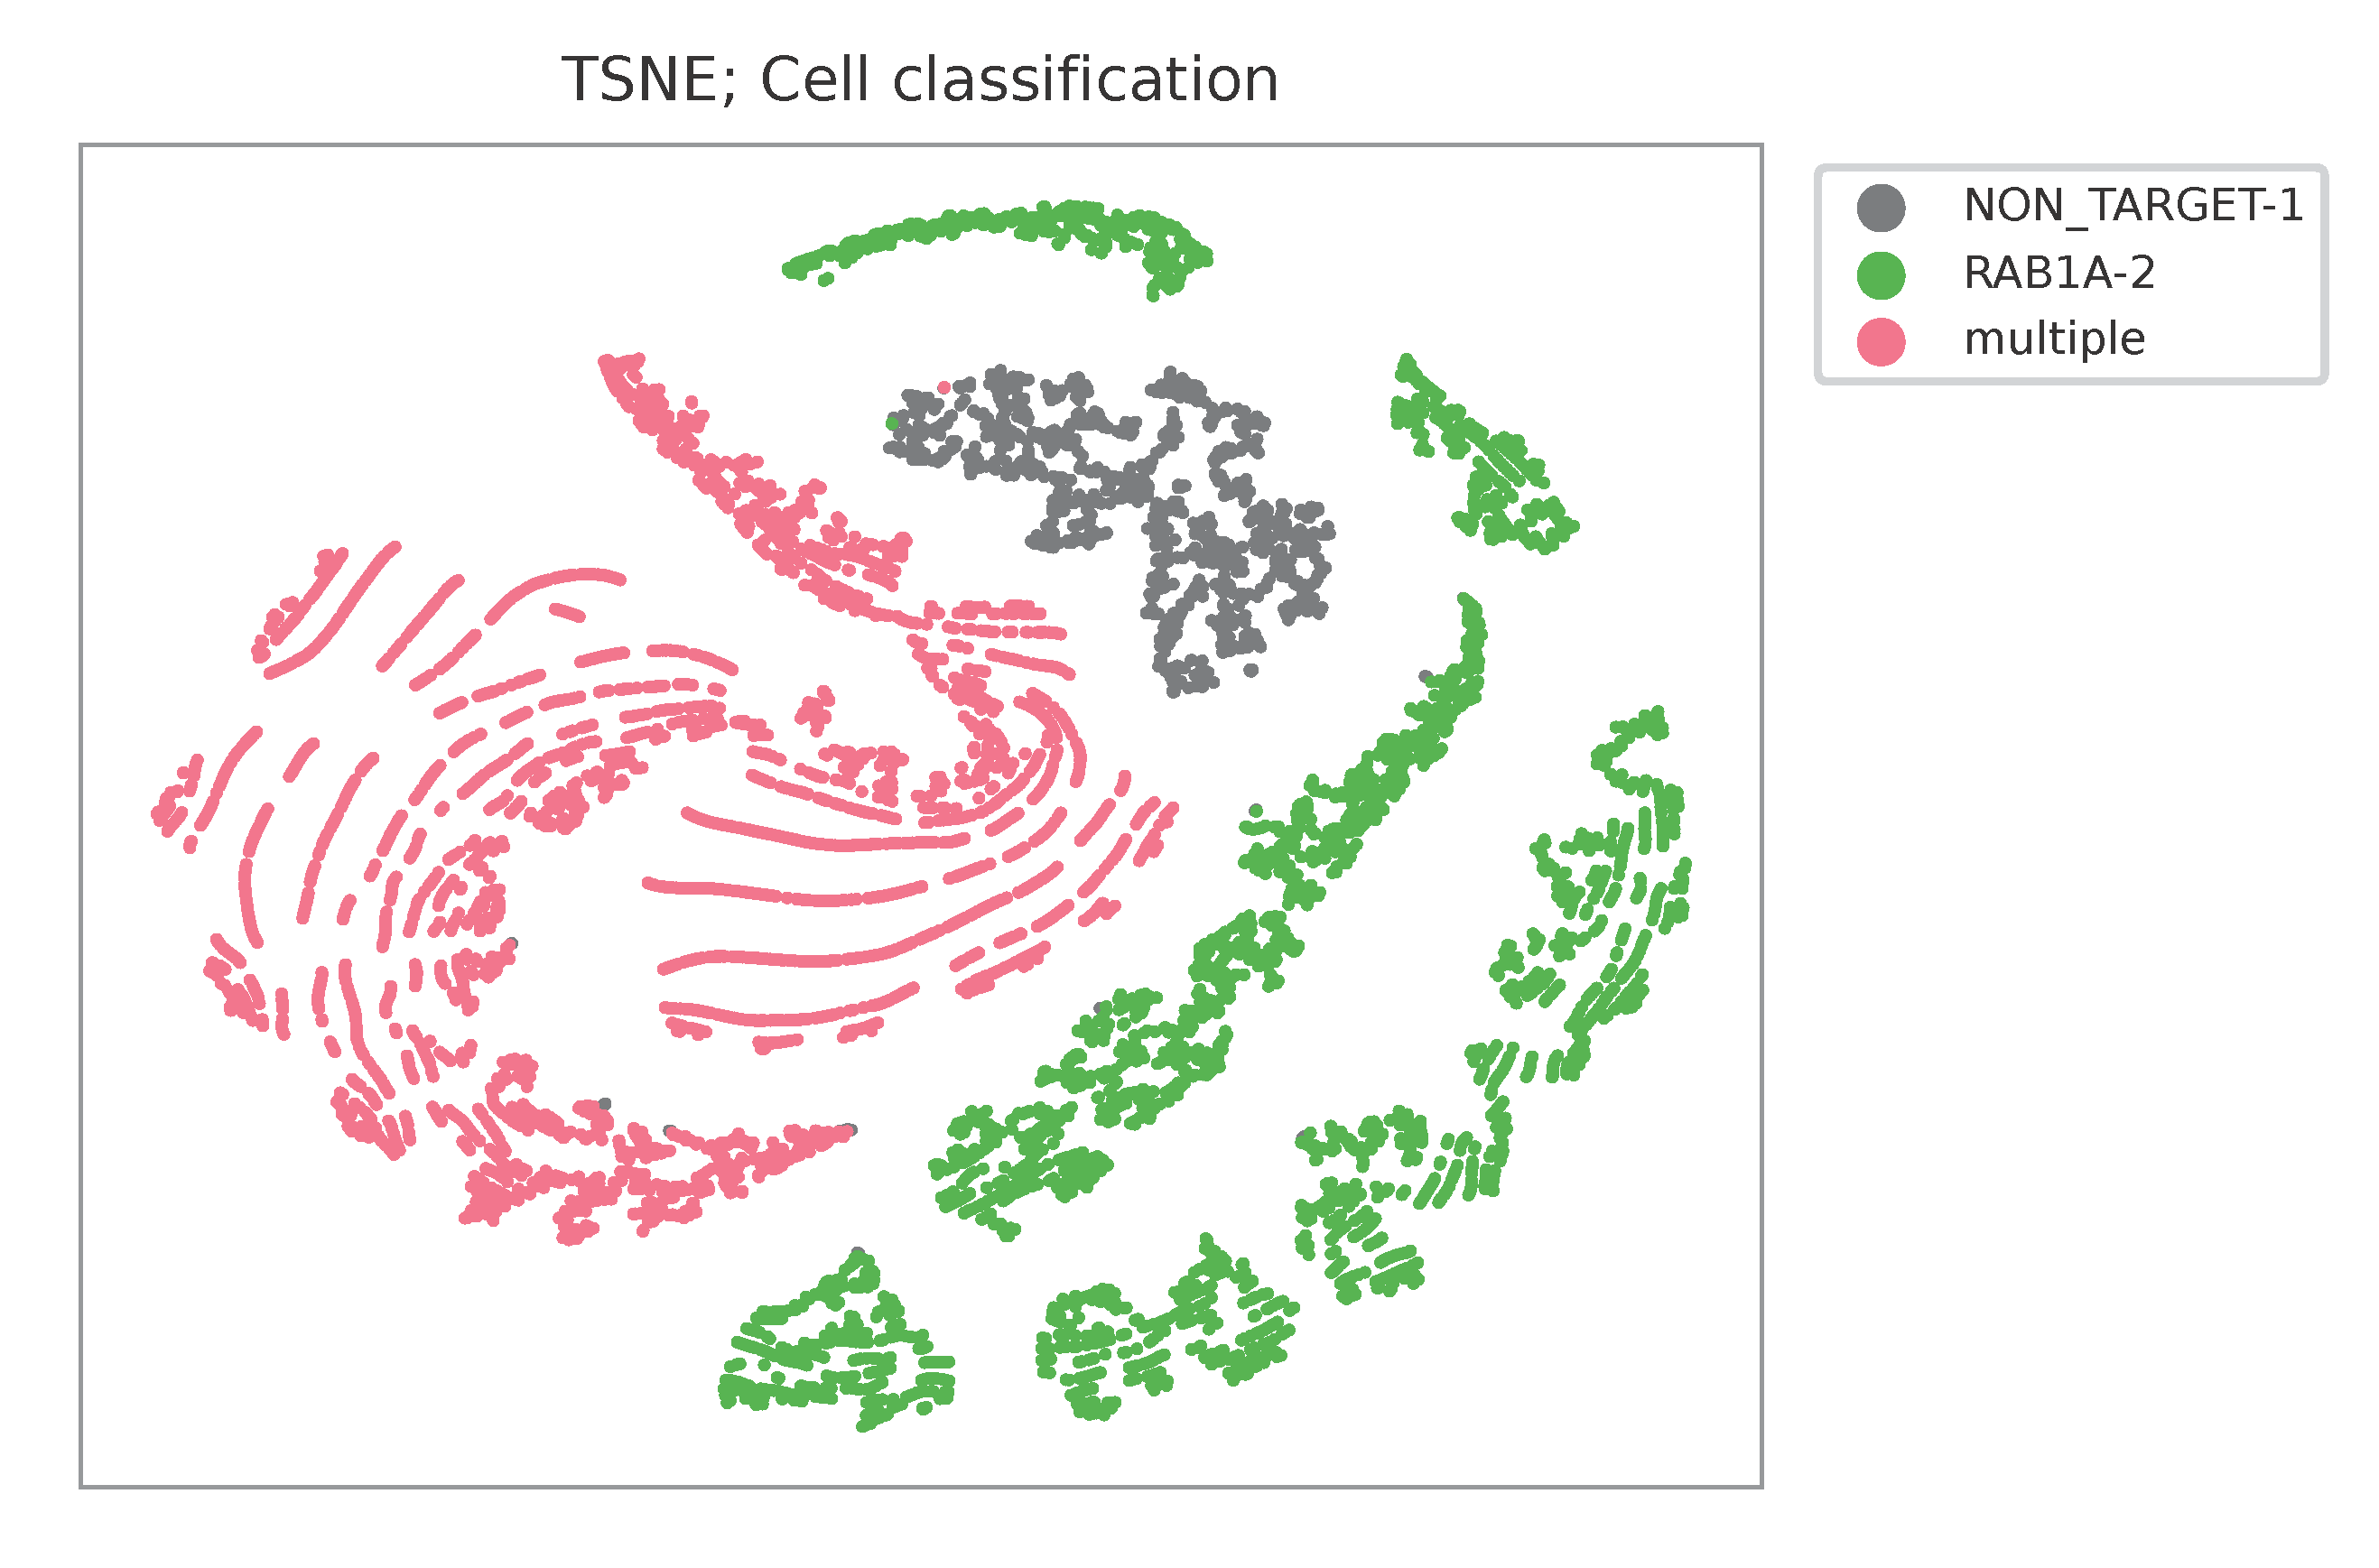 TSNE; Cell classification
NON_TARGET-1
RAB1A-2
multiple